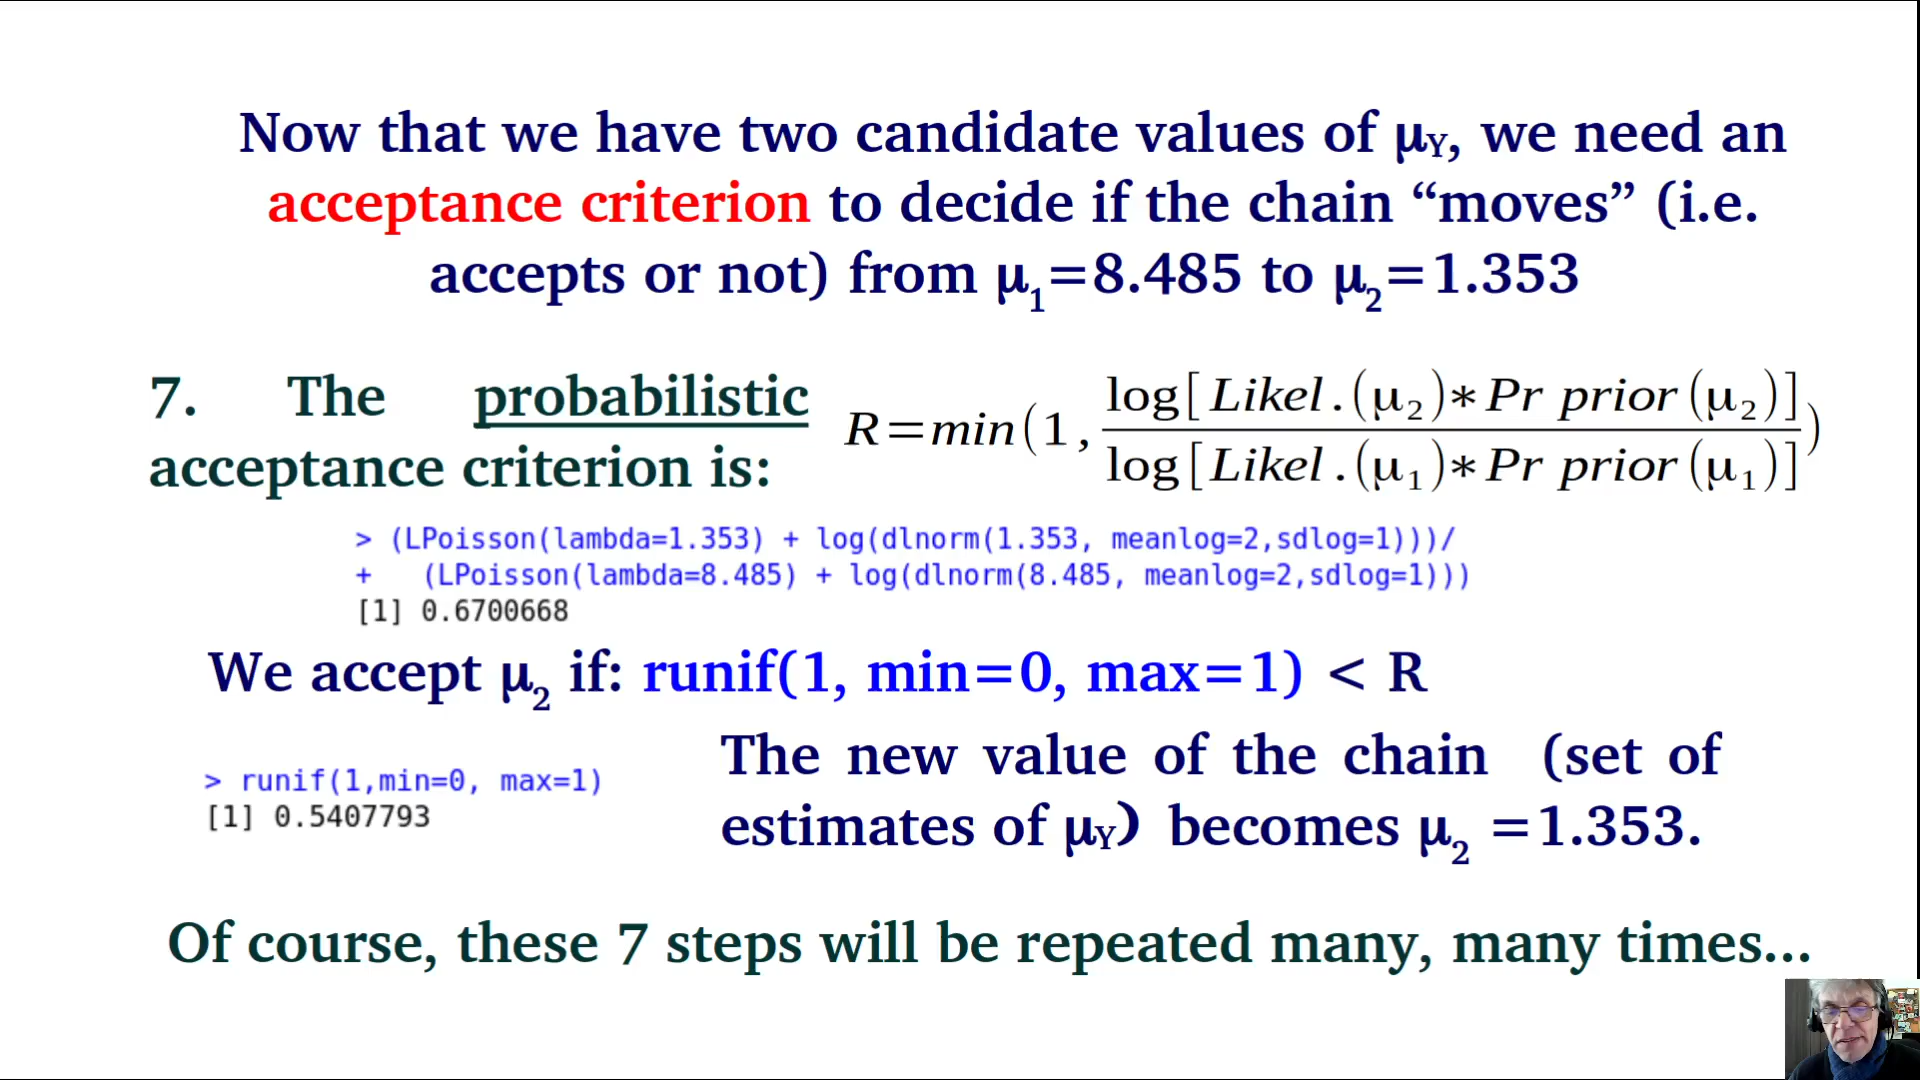 Now that we have two candidate values of μY, we need an
acceptance criterion to decide if the chain “moves” (i.e.
accepts or not) from μ1=8.485 to μ2=1.353
7. The probabilistic
acceptance criterion is:
R=min(1, log[Likel.(μ2)∗Pr prior(μ2)] / log[Likel.(μ1)∗Pr prior(μ1)])
> (LPoisson(lambda=1.353) + log(dlnorm(1.353, meanlog=2,sdlog=1)))/
+   (LPoisson(lambda=8.485) + log(dlnorm(8.485, meanlog=2,sdlog=1)))
[1] 0.6700668
We accept μ2 if: runif(1, min=0, max=1) < R
> runif(1,min=0, max=1)
[1] 0.5407793
The new value of the chain (set of
estimates of μY) becomes μ2 =1.353.
Of course, these 7 steps will be repeated many, many times...